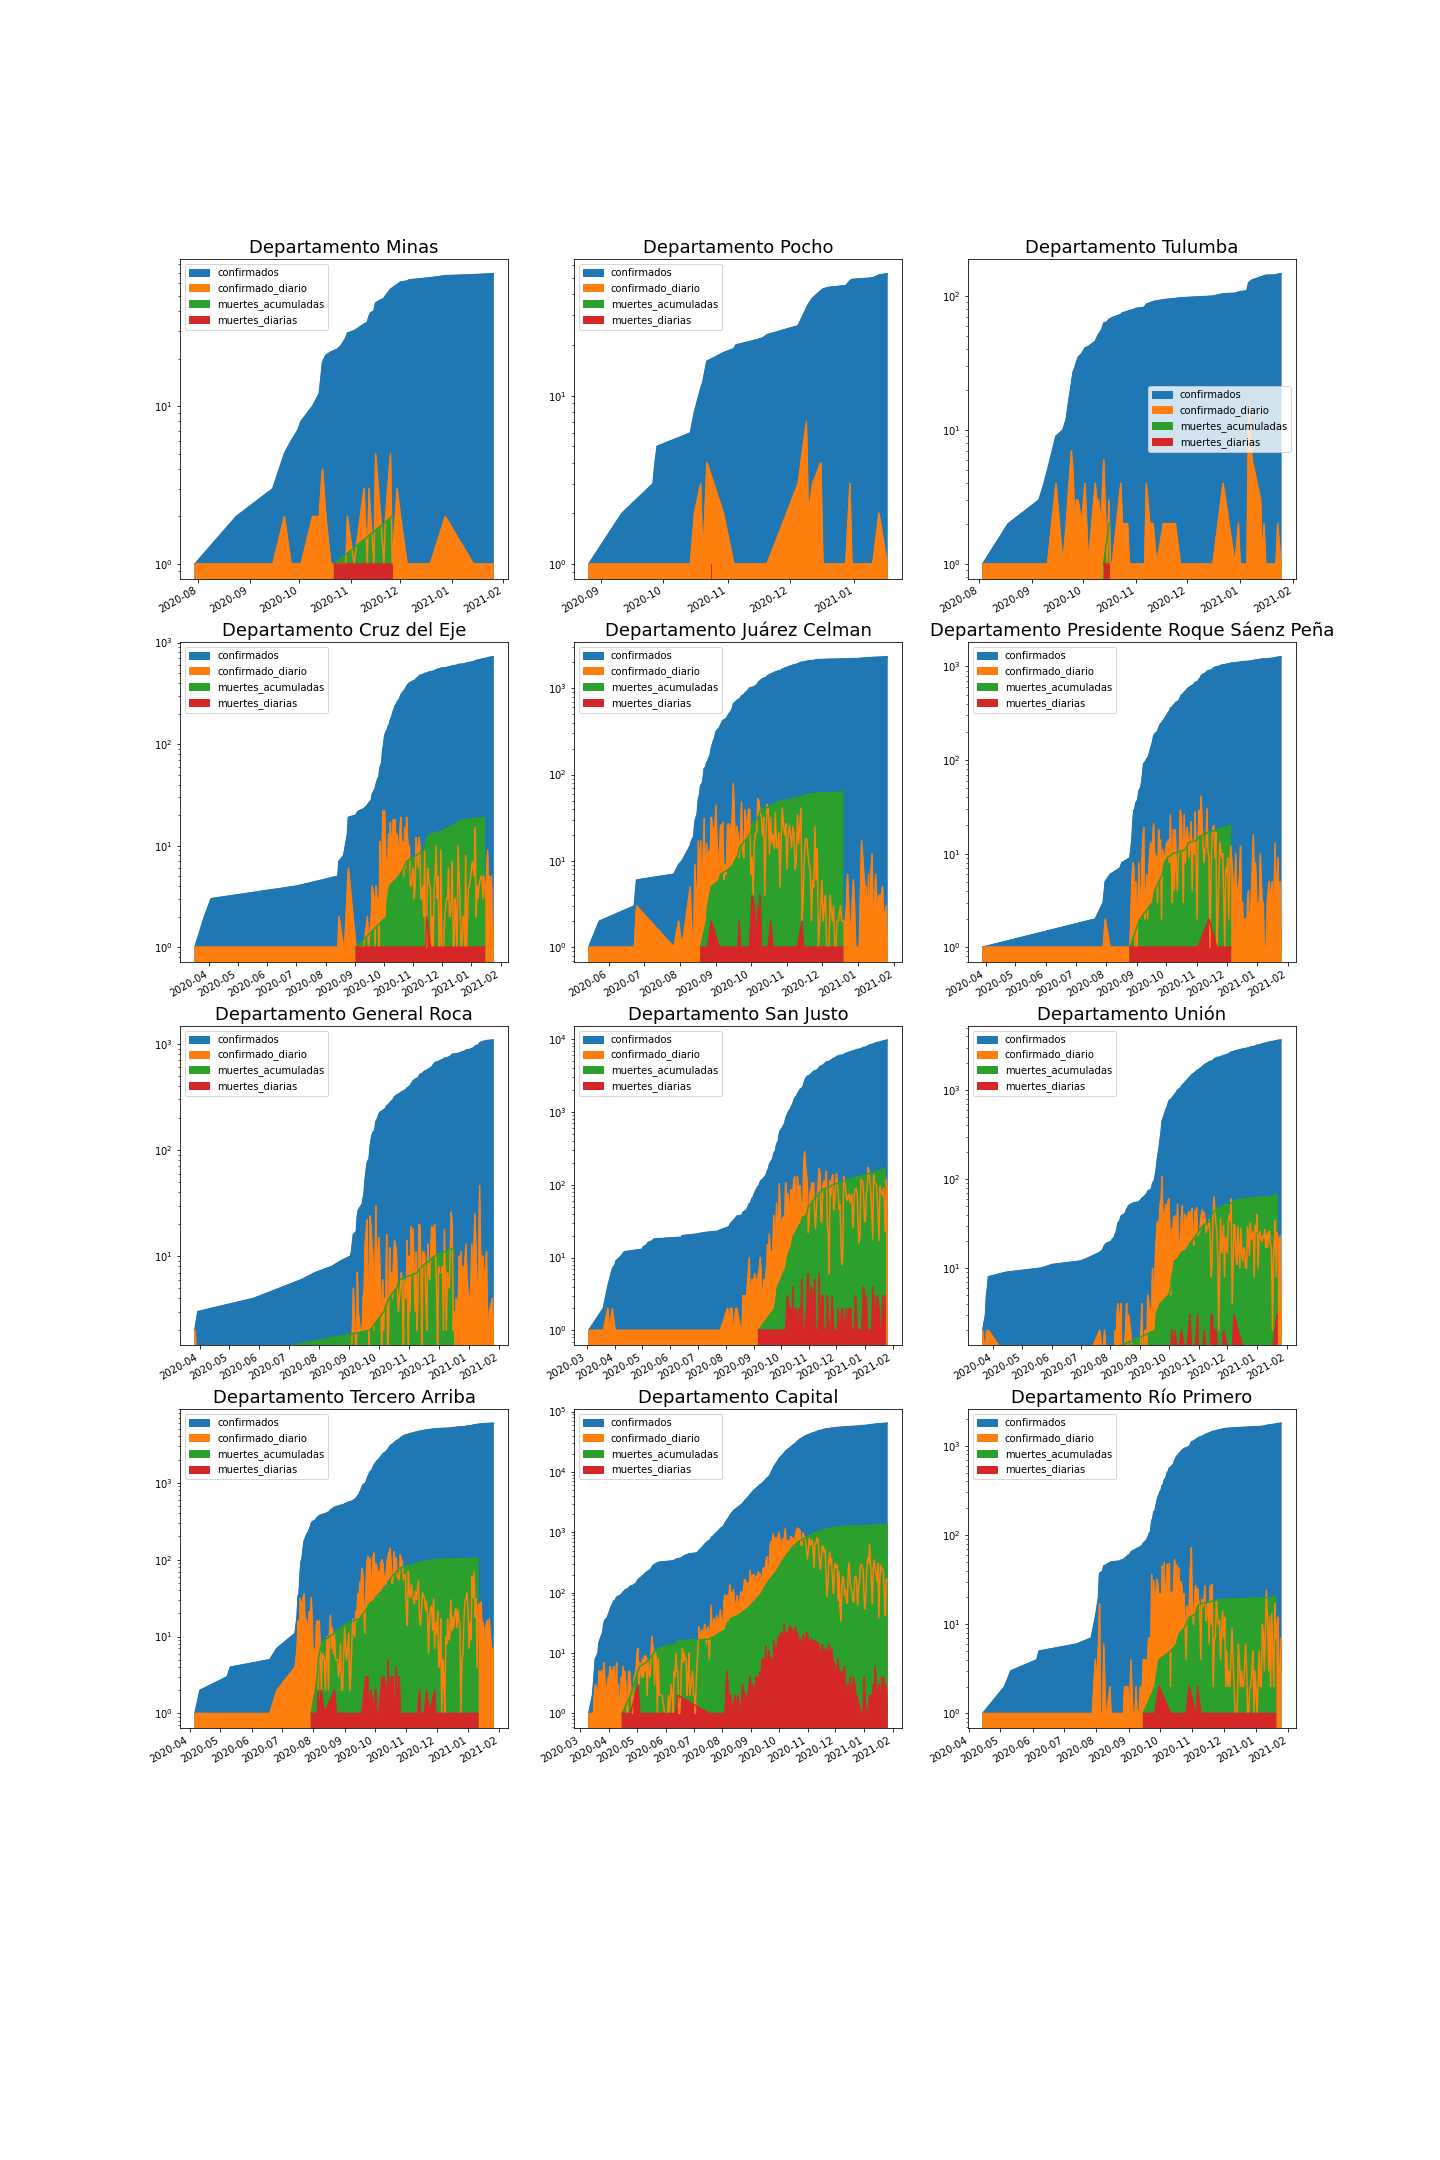 Departamento Minas
confirmados
confirmado_diario
muertes_acumuladas
muertes_diarias
10¹
10⁰
2020-08 2020-09 2020-10 2020-11 2020-12 2021-01 2021-02
Departamento Pocho
confirmados
confirmado_diario
muertes_acumuladas
muertes_diarias
10¹
10⁰
2020-09 2020-10 2020-11 2020-12 2021-01
Departamento Tulumba
10²
confirmados
confirmado_diario
muertes_acumuladas
muertes_diarias
10¹
10⁰
2020-08 2020-09 2020-10 2020-11 2020-12 2021-01 2021-02
Departamento Cruz del Eje
10³
confirmados
confirmado_diario
muertes_acumuladas
muertes_diarias
10²
10¹
10⁰
2020-04 2020-05 2020-06 2020-07 2020-08 2020-09 2020-10 2020-11 2020-12 2021-01 2021-02
Departamento Juárez Celman
confirmados
confirmado_diario
muertes_acumuladas
muertes_diarias
10³
10²
10¹
10⁰
2020-06 2020-07 2020-08 2020-09 2020-10 2020-11 2020-12 2021-01 2021-02
Departamento Presidente Roque Sáenz Peña
confirmados
confirmado_diario
muertes_acumuladas
muertes_diarias
10³
10²
10¹
10⁰
2020-04 2020-05 2020-06 2020-07 2020-08 2020-09 2020-10 2020-11 2020-12 2021-01 2021-02
Departamento General Roca
confirmados
confirmado_diario
muertes_acumuladas
muertes_diarias
10³
10²
10¹
2020-04 2020-05 2020-06 2020-07 2020-08 2020-09 2020-10 2020-11 2020-12 2021-01 2021-02
Departamento San Justo
confirmados
confirmado_diario
muertes_acumuladas
muertes_diarias
10⁴
10³
10²
10¹
10⁰
2020-03 2020-04 2020-05 2020-06 2020-07 2020-08 2020-09 2020-10 2020-11 2020-12 2021-01 2021-02
Departamento Unión
confirmados
confirmado_diario
muertes_acumuladas
muertes_diarias
10³
10²
10¹
2020-04 2020-05 2020-06 2020-07 2020-08 2020-09 2020-10 2020-11 2020-12 2021-01 2021-02
Departamento Tercero Arriba
confirmados
confirmado_diario
muertes_acumuladas
muertes_diarias
10³
10²
10¹
10⁰
2020-04 2020-05 2020-06 2020-07 2020-08 2020-09 2020-10 2020-11 2020-12 2021-01 2021-02
Departamento Capital
confirmados
confirmado_diario
muertes_acumuladas
muertes_diarias
10⁵
10⁴
10³
10²
10¹
10⁰
2020-03 2020-04 2020-05 2020-06 2020-07 2020-08 2020-09 2020-10 2020-11 2020-12 2021-01 2021-02
Departamento Río Primero
confirmados
confirmado_diario
muertes_acumuladas
muertes_diarias
10³
10²
10¹
10⁰
2020-04 2020-05 2020-06 2020-07 2020-08 2020-09 2020-10 2020-11 2020-12 2021-01 2021-02